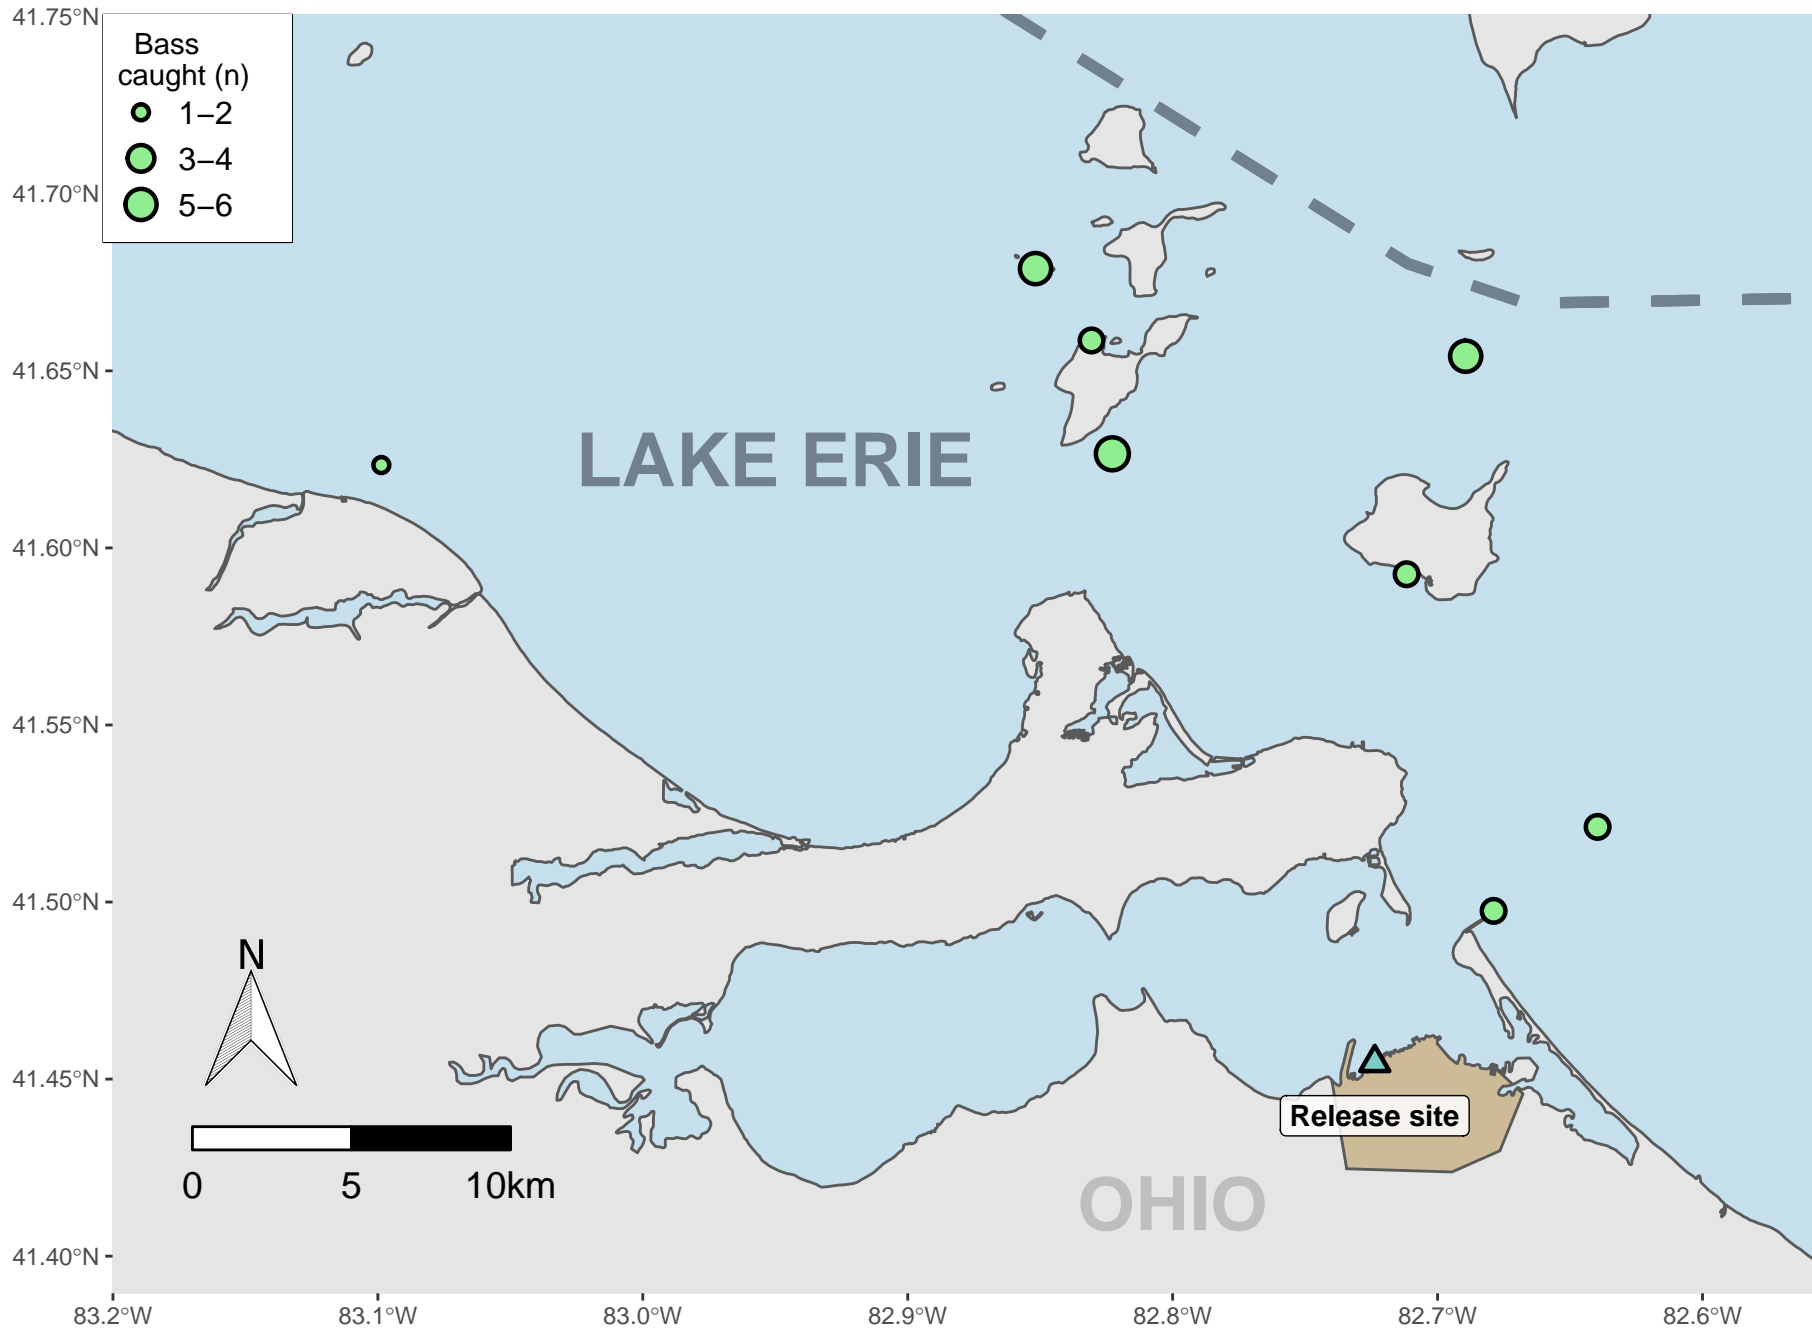 41.75°N
41.70°N
41.65°N
41.60°N
41.55°N
41.50°N
41.45°N
41.40°N
Bass
caught (n)
1–2
3–4
5–6
LAKE ERIE
N
0 5 10km
Release site
OHIO
83.2°W 83.1°W 83.0°W 82.9°W 82.8°W 82.7°W 82.6°W